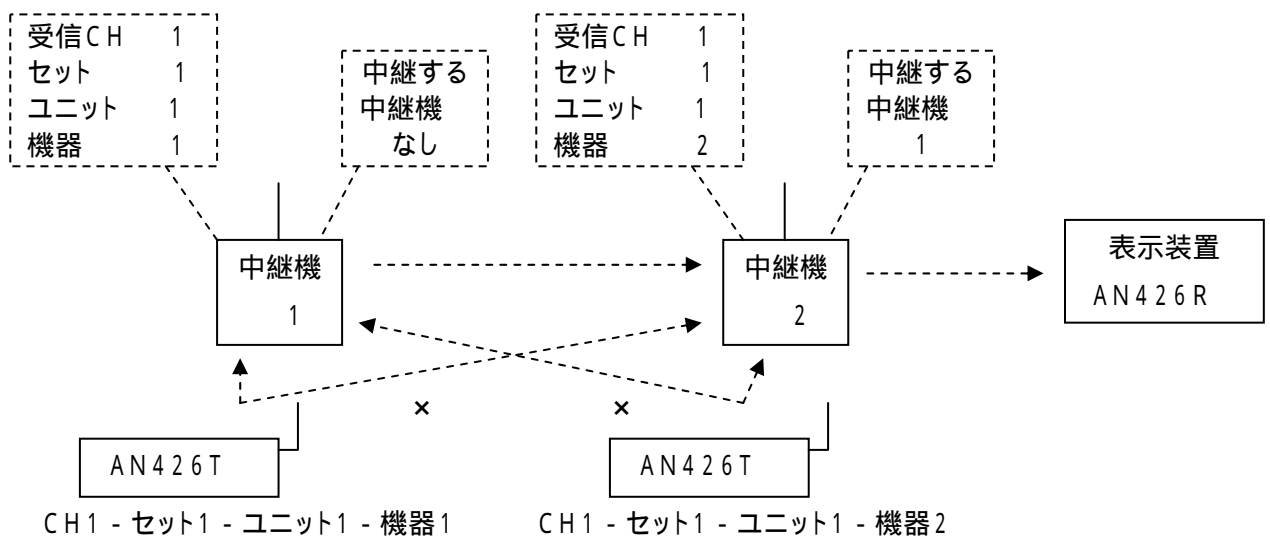 受信CH 1
セット 1
ユニット 1
機器 1
中継する
中継機
なし
受信CH 1
セット 1
ユニット 1
機器 2
中継する
中継機
1
中継機
1
中継機
2
表示装置
AN426R
×
×
AN426T
AN426T
CH1-セット1-ユニット1-機器1
CH1-セット1-ユニット1-機器2